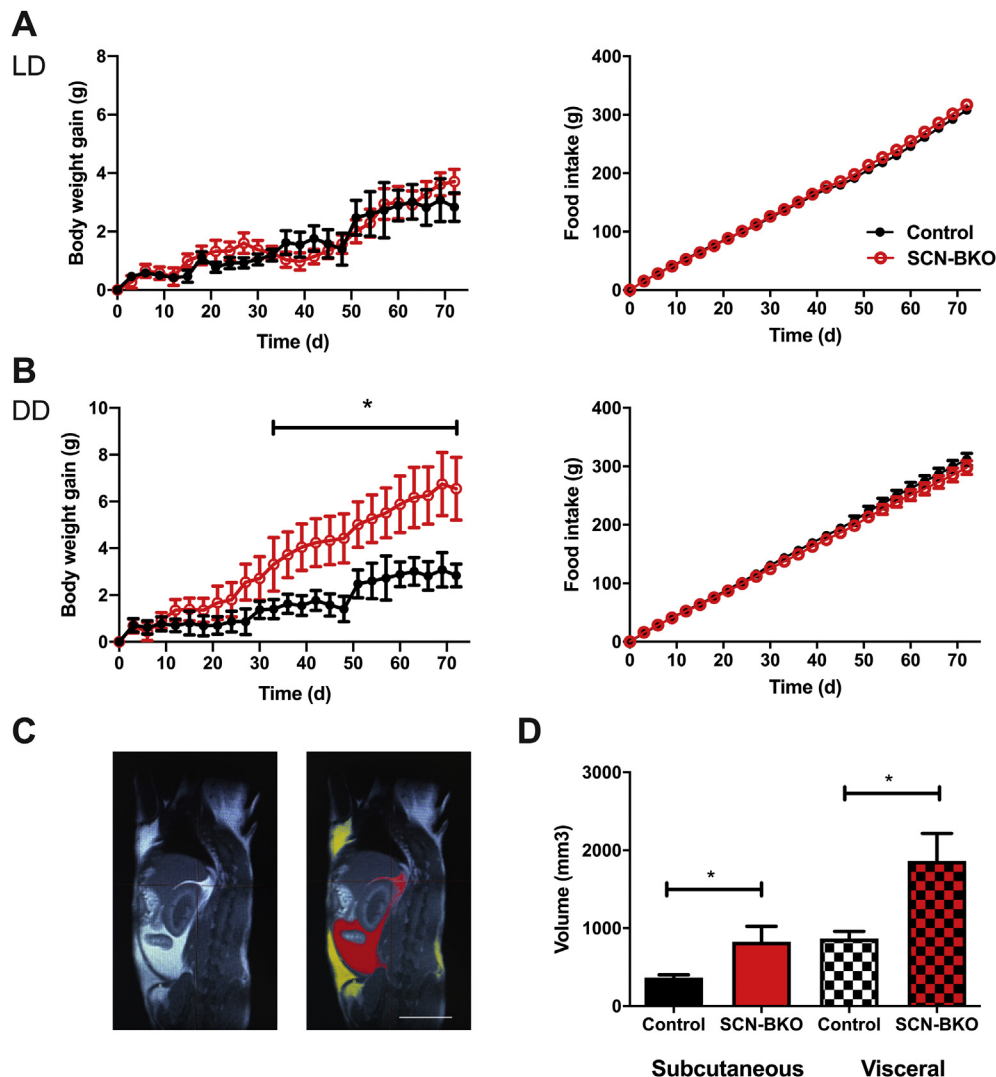 A
LD
Body weight gain (g)
8
6
4
2
0
0 10 20 30 40 50 60 70
Time (d)
Food intake (g)
400
300
200
100
0
0 10 20 30 40 50 60 70
Time (d)
Control
SCN-BKO
B
DD
Body weight gain (g)
10
8
6
4
2
0
*
0 10 20 30 40 50 60 70
Time (d)
Food intake (g)
400
300
200
100
0
0 10 20 30 40 50 60 70
Time (d)
C
D
Volume (mm3)
3000
2000
1000
0
*
*
Control SCN-BKO Control SCN-BKO
Subcutaneous Visceral